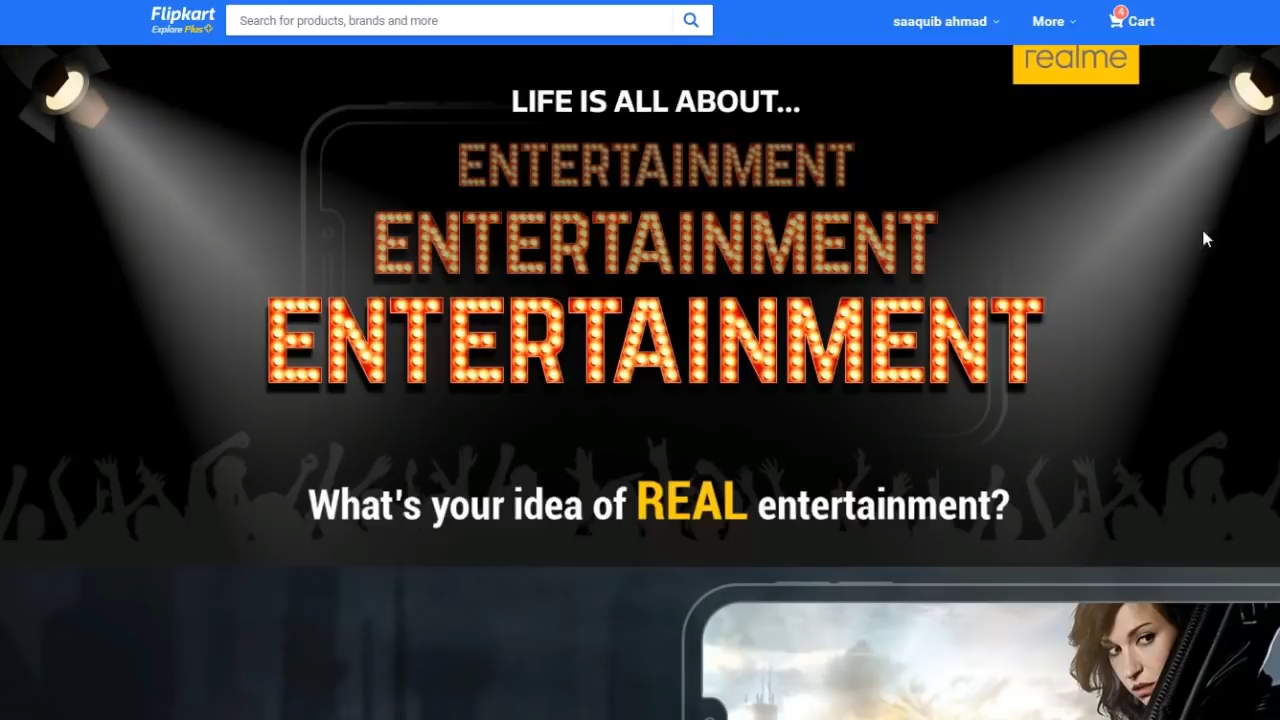 Flipkart
Explore Plus
Search for products, brands and more
saaquib ahmad
More
4
Cart
realme
LIFE IS ALL ABOUT...
ENTERTAINMENT
ENTERTAINMENT
ENTERTAINMENT
What's your idea of REAL entertainment?